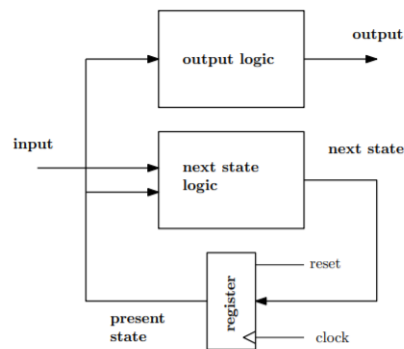 output
output logic
input
next state
next state
logic
reset
register
present
state
clock